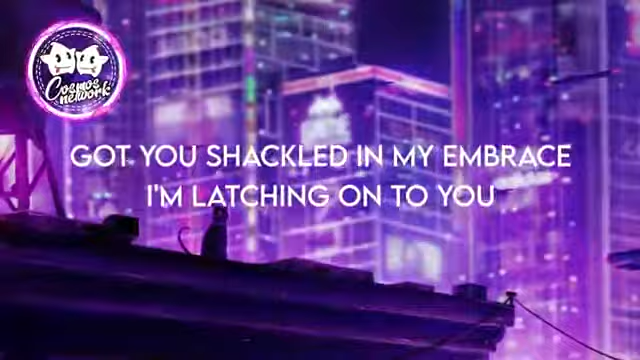 Cosmos
network
GOT YOU SHACKLED IN MY EMBRACE
I'M LATCHING ON TO YOU